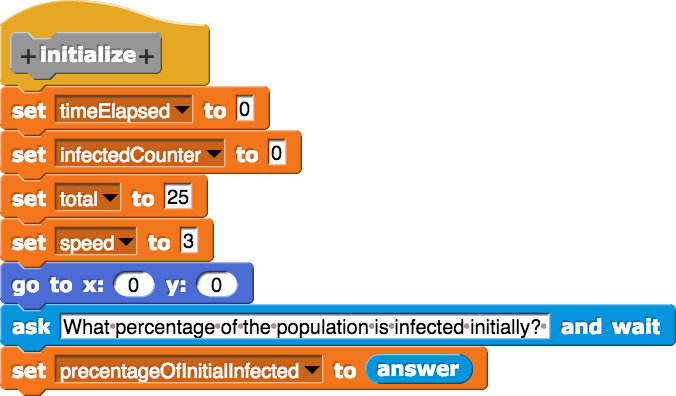 +initialize+
set timeElapsed to 0
set infectedCounter to 0
set total to 25
set speed to 3
go to x: 0 y: 0
ask What percentage of the population is infected initially? and wait
set precentageOfInitialInfected to answer